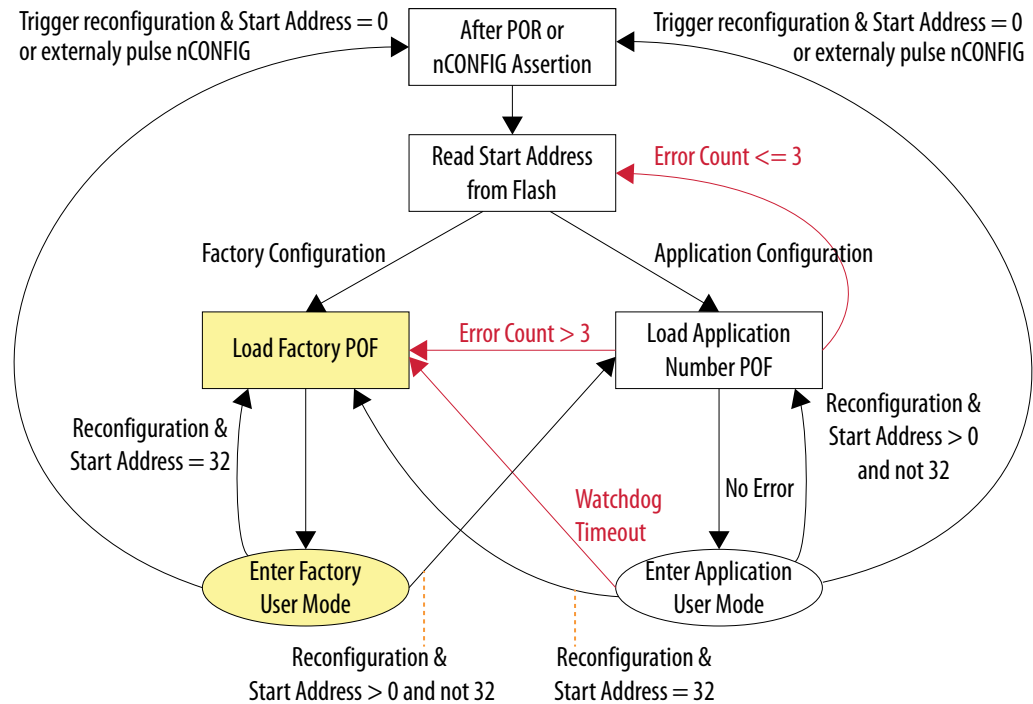 Trigger reconfiguration & Start Address = 0
or externaly pulse nCONFIG
After POR or
nCONFIG Assertion
Trigger reconfiguration & Start Address = 0
or externaly pulse nCONFIG
Read Start Address
from Flash
Error Count <= 3
Factory Configuration
Application Configuration
Load Factory POF
Error Count > 3
Load Application
Number POF
Reconfiguration &
Start Address = 32
Reconfiguration &
Start Address > 0
and not 32
No Error
Watchdog
Timeout
Enter Factory
User Mode
Enter Application
User Mode
Reconfiguration &
Start Address > 0 and not 32
Reconfiguration &
Start Address = 32